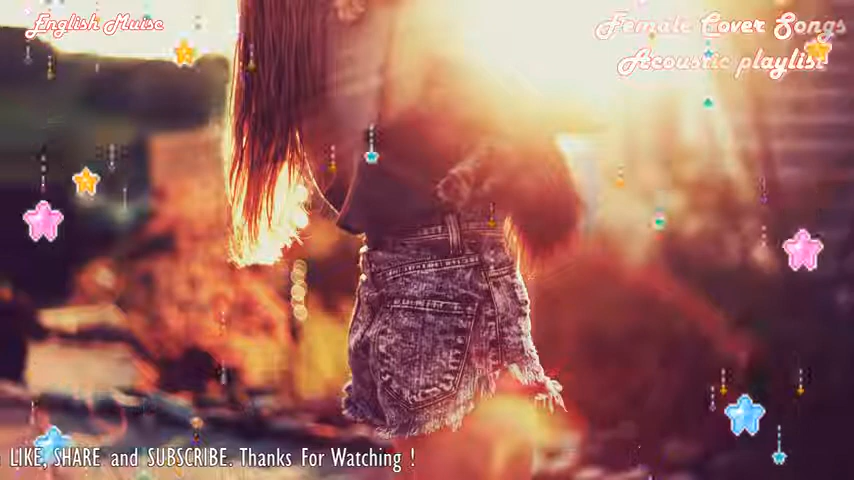 English Muisc
Female Cover Songs
Acoustic playlist
LIKE, SHARE and SUBSCRIBE. Thanks For Watching !